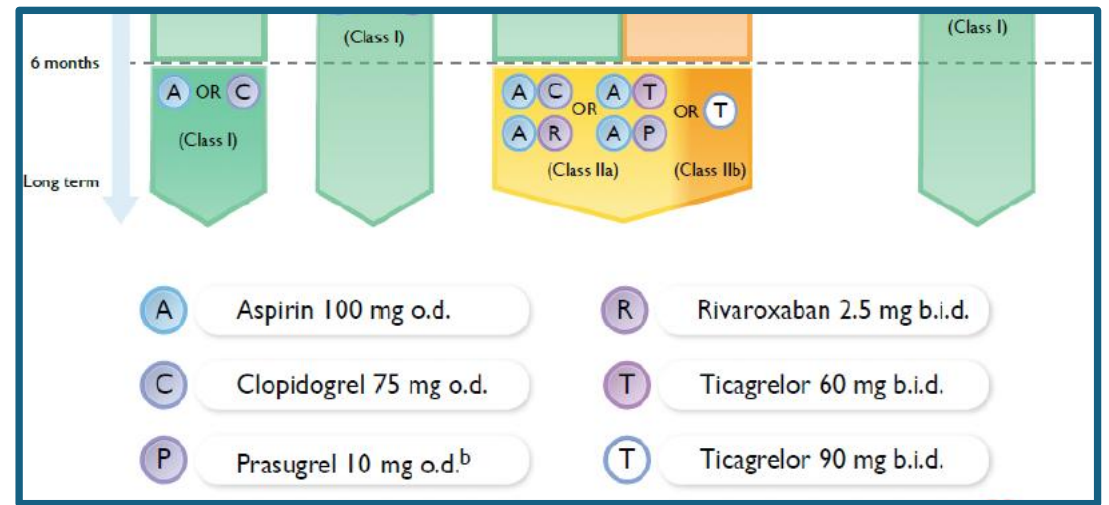 (Class I)
(Class I)
6 months
A OR C
A C OR A T OR T
A R A P
(Class I)
(Class IIa)
(Class IIb)
Long term
A Aspirin 100 mg o.d.
R Rivaroxaban 2.5 mg b.i.d.
C Clopidogrel 75 mg o.d.
T Ticagrelor 60 mg b.i.d.
P Prasugrel 10 mg o.d.b
T Ticagrelor 90 mg b.i.d.